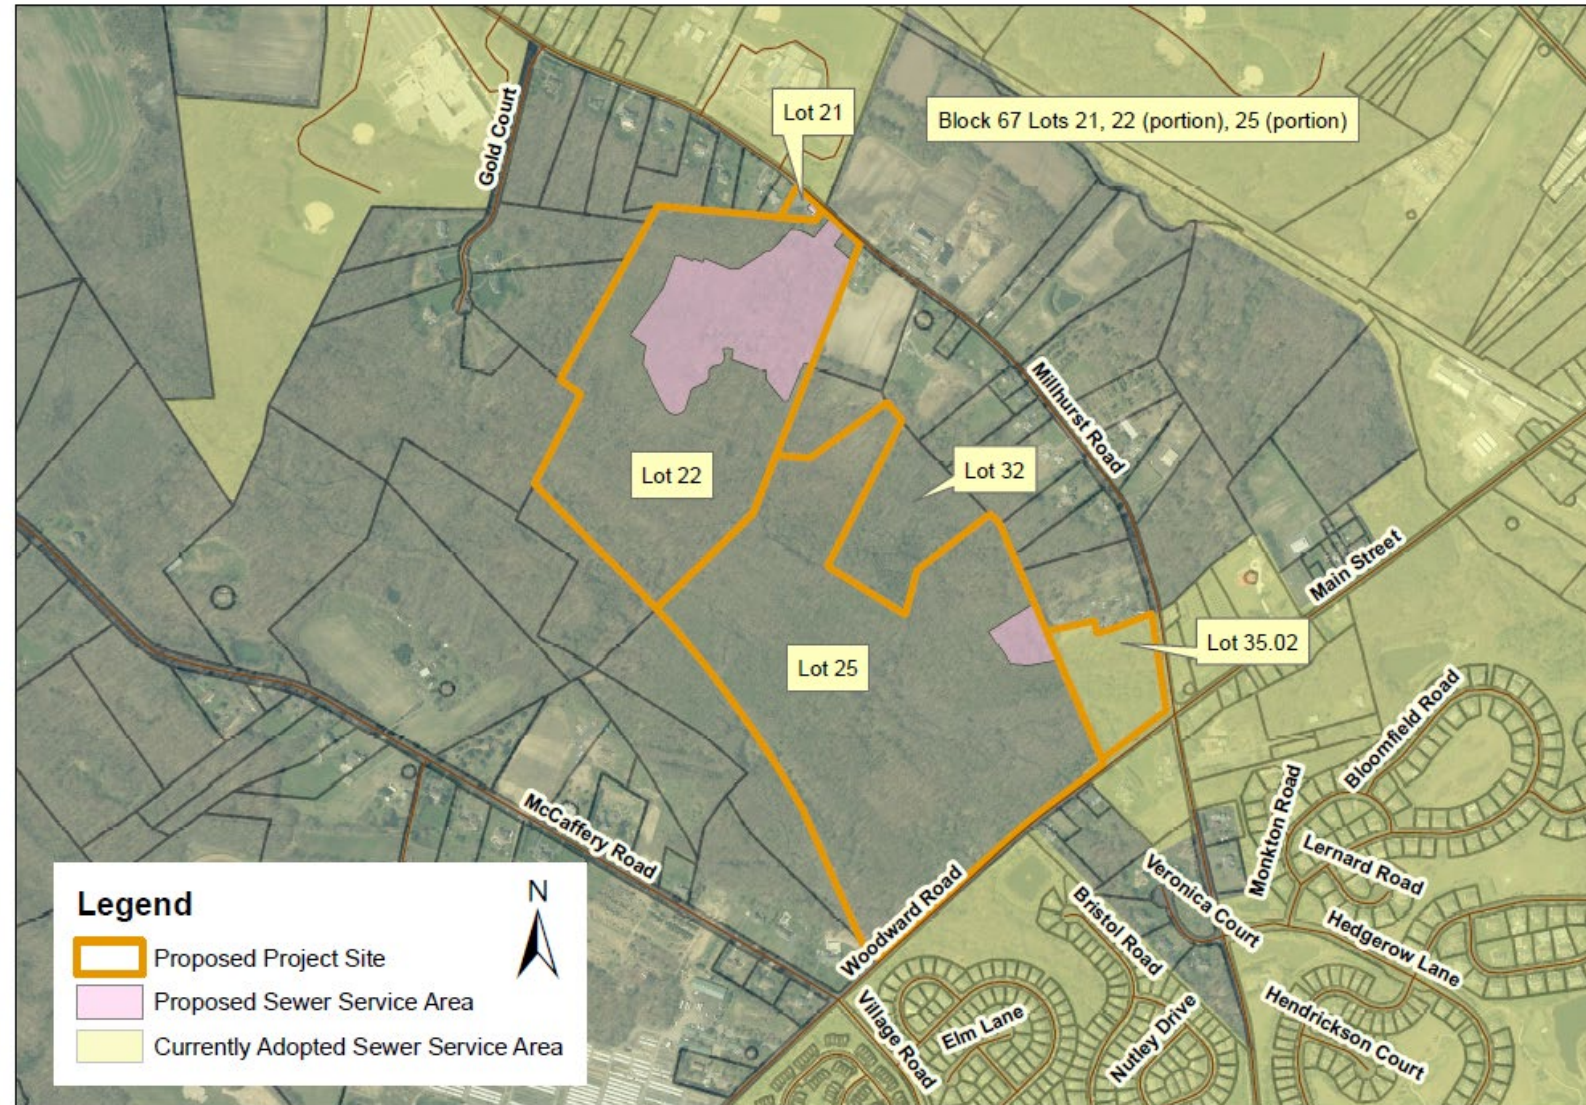 Gold Court
Lot 21
Block 67 Lots 21, 22 (portion), 25 (portion)
Millhurst Road
Lot 22
Lot 32
Main Street
Lot 35.02
Lot 25
Bloomfield Road
Monkton Road
Lernard Road
McCaffery Road
Veronica Court
Woodward Road
Bristol Road
Hedgerow Lane
Village Road
Elm Lane
Nutley Drive
Hendrickson Court
Legend
N
Proposed Project Site
Proposed Sewer Service Area
Currently Adopted Sewer Service Area